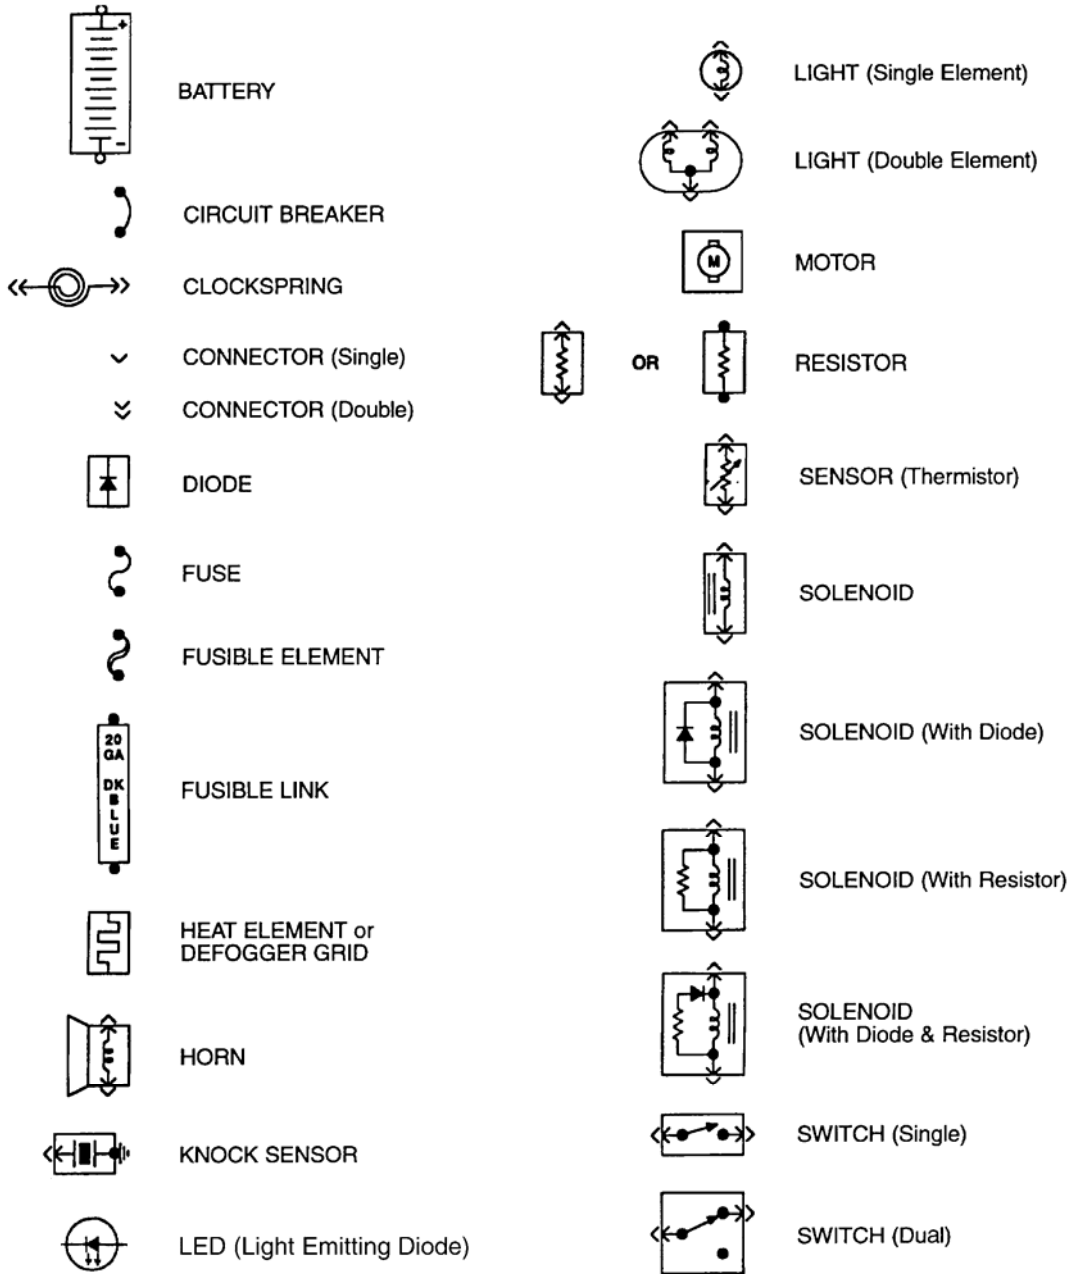 BATTERY
CIRCUIT BREAKER
CLOCKSPRING
CONNECTOR (Single)
CONNECTOR (Double)
DIODE
FUSE
FUSIBLE ELEMENT
20
GA
DK
B
L
U
E
FUSIBLE LINK
HEAT ELEMENT or
DEFOGGER GRID
HORN
KNOCK SENSOR
LED (Light Emitting Diode)
LIGHT (Single Element)
LIGHT (Double Element)
M
MOTOR
OR
RESISTOR
SENSOR (Thermistor)
SOLENOID
SOLENOID (With Diode)
SOLENOID (With Resistor)
SOLENOID
(With Diode & Resistor)
SWITCH (Single)
SWITCH (Dual)